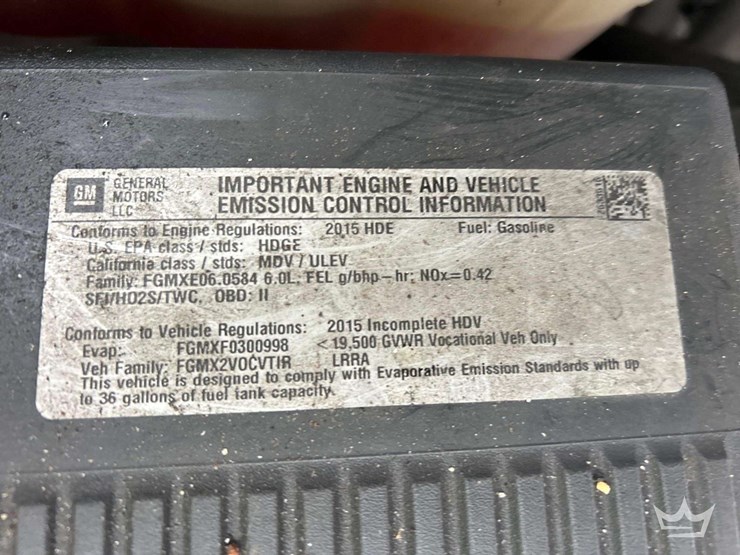 GM GENERAL MOTORS LLC
IMPORTANT ENGINE AND VEHICLE
EMISSION CONTROL INFORMATION
Conforms to Engine Regulations: 2015 HDE Fuel: Gasoline
U.S. EPA class / stds: HDGE
California class / stds: MDV / ULEV
Family: FGMXE06.0584 6.0L; FEL g/bhp-hr: NOx=0.42
SFI/HO2S/TWC, OBD: II
Conforms to Vehicle Regulations: 2015 Incomplete HDV
Evap: FGMXF0300998 <19,500 GVWR Vocational Veh Only
Veh Family: FGMX2VOCVTIR LRRA
This vehicle is designed to comply with Evaporative Emission Standards with up
to 36 gallons of fuel tank capacity.